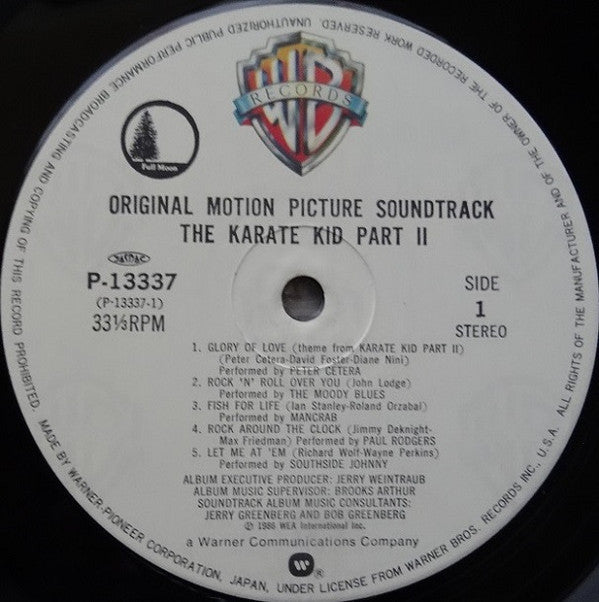 UNAUTHORIZED PUBLIC PERFORMANCE BROADCASTING AND COPYING OF THIS RECORD PROHIBITED. MADE BY WARNER-PIONEER CORPORATION, JAPAN, UNDER LICENSE FROM WARNER BROS. RECORDS INC., U.S.A. ALL RIGHTS OF THE MANUFACTURER AND OF THE OWNER OF THE RECORDED WORK RESERVED.
WB
RECORDS
Full Moon
ORIGINAL MOTION PICTURE SOUNDTRACK
THE KARATE KID PART II
JASRAC
P-13337
(P-13337-1)
33⅓RPM
SIDE
1
STEREO
1. GLORY OF LOVE (theme from KARATE KID PART II)
(Peter Cetera-David Foster-Diane Nini)
Performed by PETER CETERA
2. ROCK 'N' ROLL OVER YOU (John Lodge)
Performed by THE MOODY BLUES
3. FISH FOR LIFE (Ian Stanley-Roland Orzabal)
Performed by MANCRAB
4. ROCK AROUND THE CLOCK (Jimmy Deknight-
Max Friedman) Performed by PAUL RODGERS
5. LET ME AT 'EM (Richard Wolf-Wayne Perkins)
Performed by SOUTHSIDE JOHNNY
ALBUM EXECUTIVE PRODUCER: JERRY WEINTRAUB
ALBUM MUSIC SUPERVISOR: BROOKS ARTHUR
SOUNDTRACK ALBUM MUSIC CONSULTANTS:
JERRY GREENBERG AND BOB GREENBERG
℗ 1986 WEA International Inc.
a Warner Communications Company
W ®